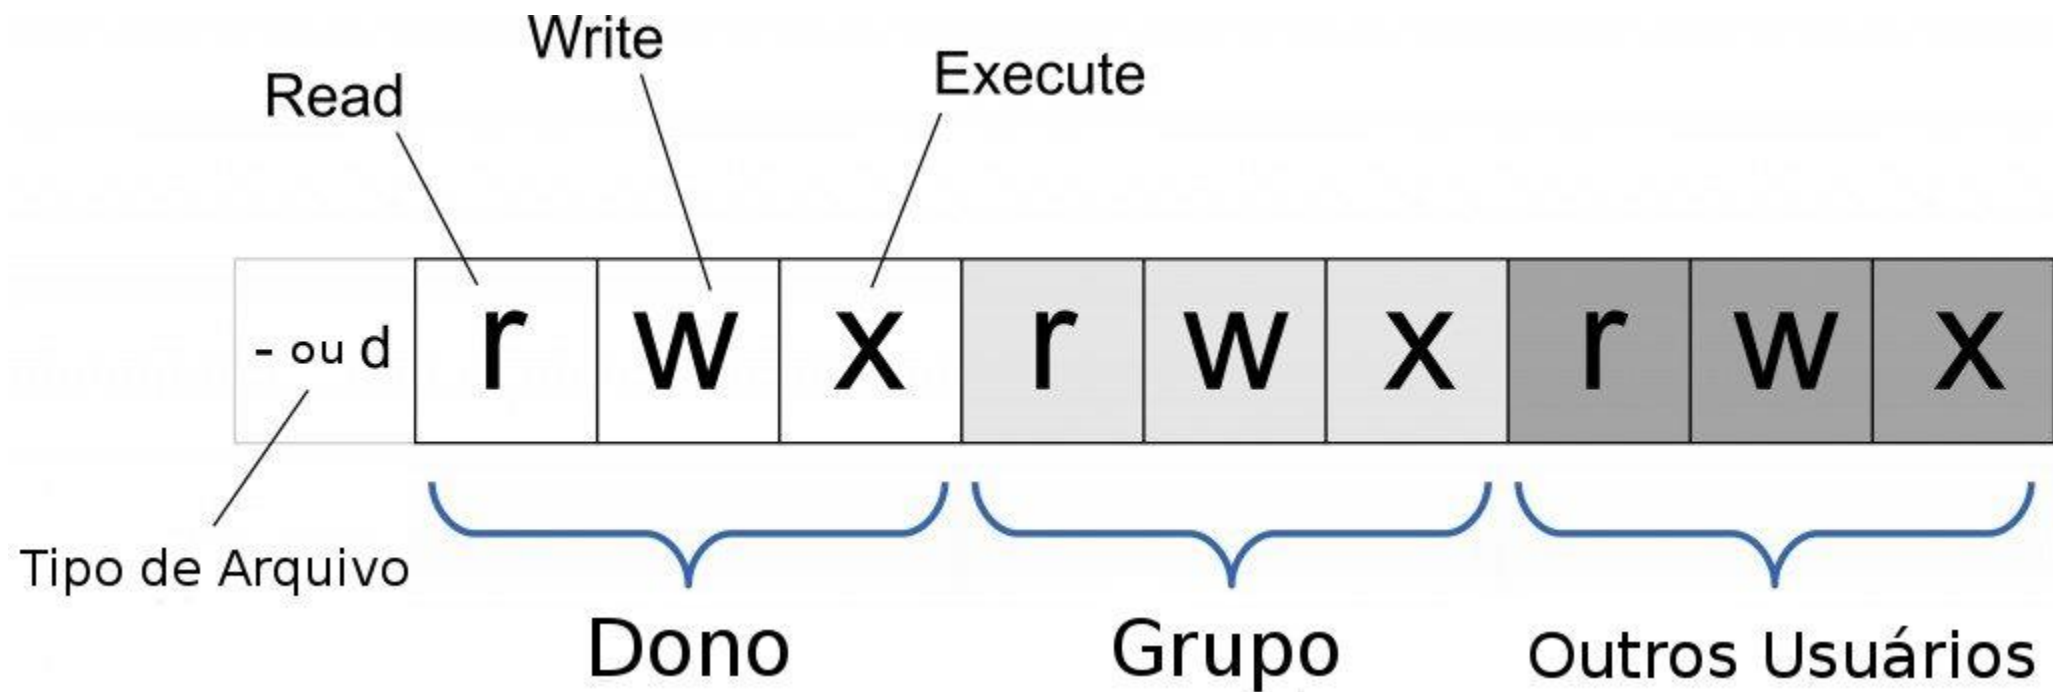 Write
Execute
Read
- ou d r w x r w x r w x
Tipo de Arquivo
Dono Grupo Outros Usuários